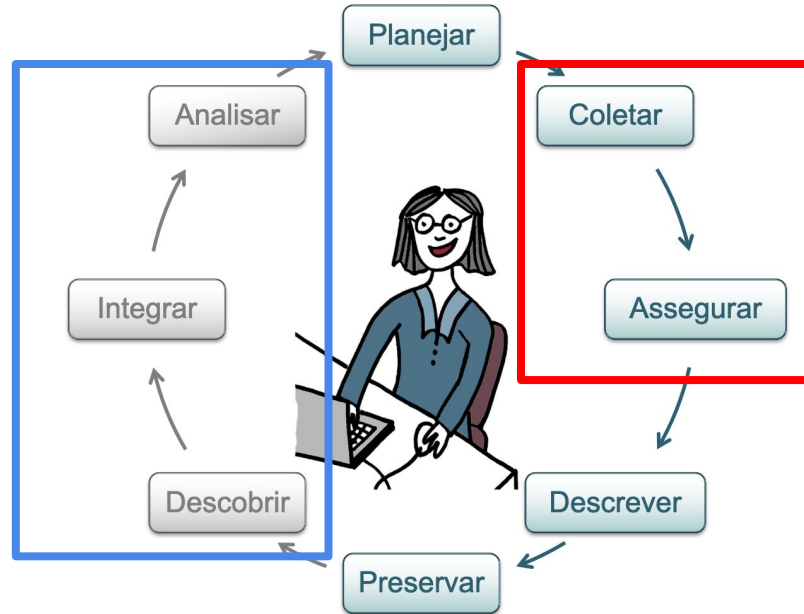 Planejar
Analisar
Coletar
Integrar
Assegurar
Descobrir
Descrever
Preservar